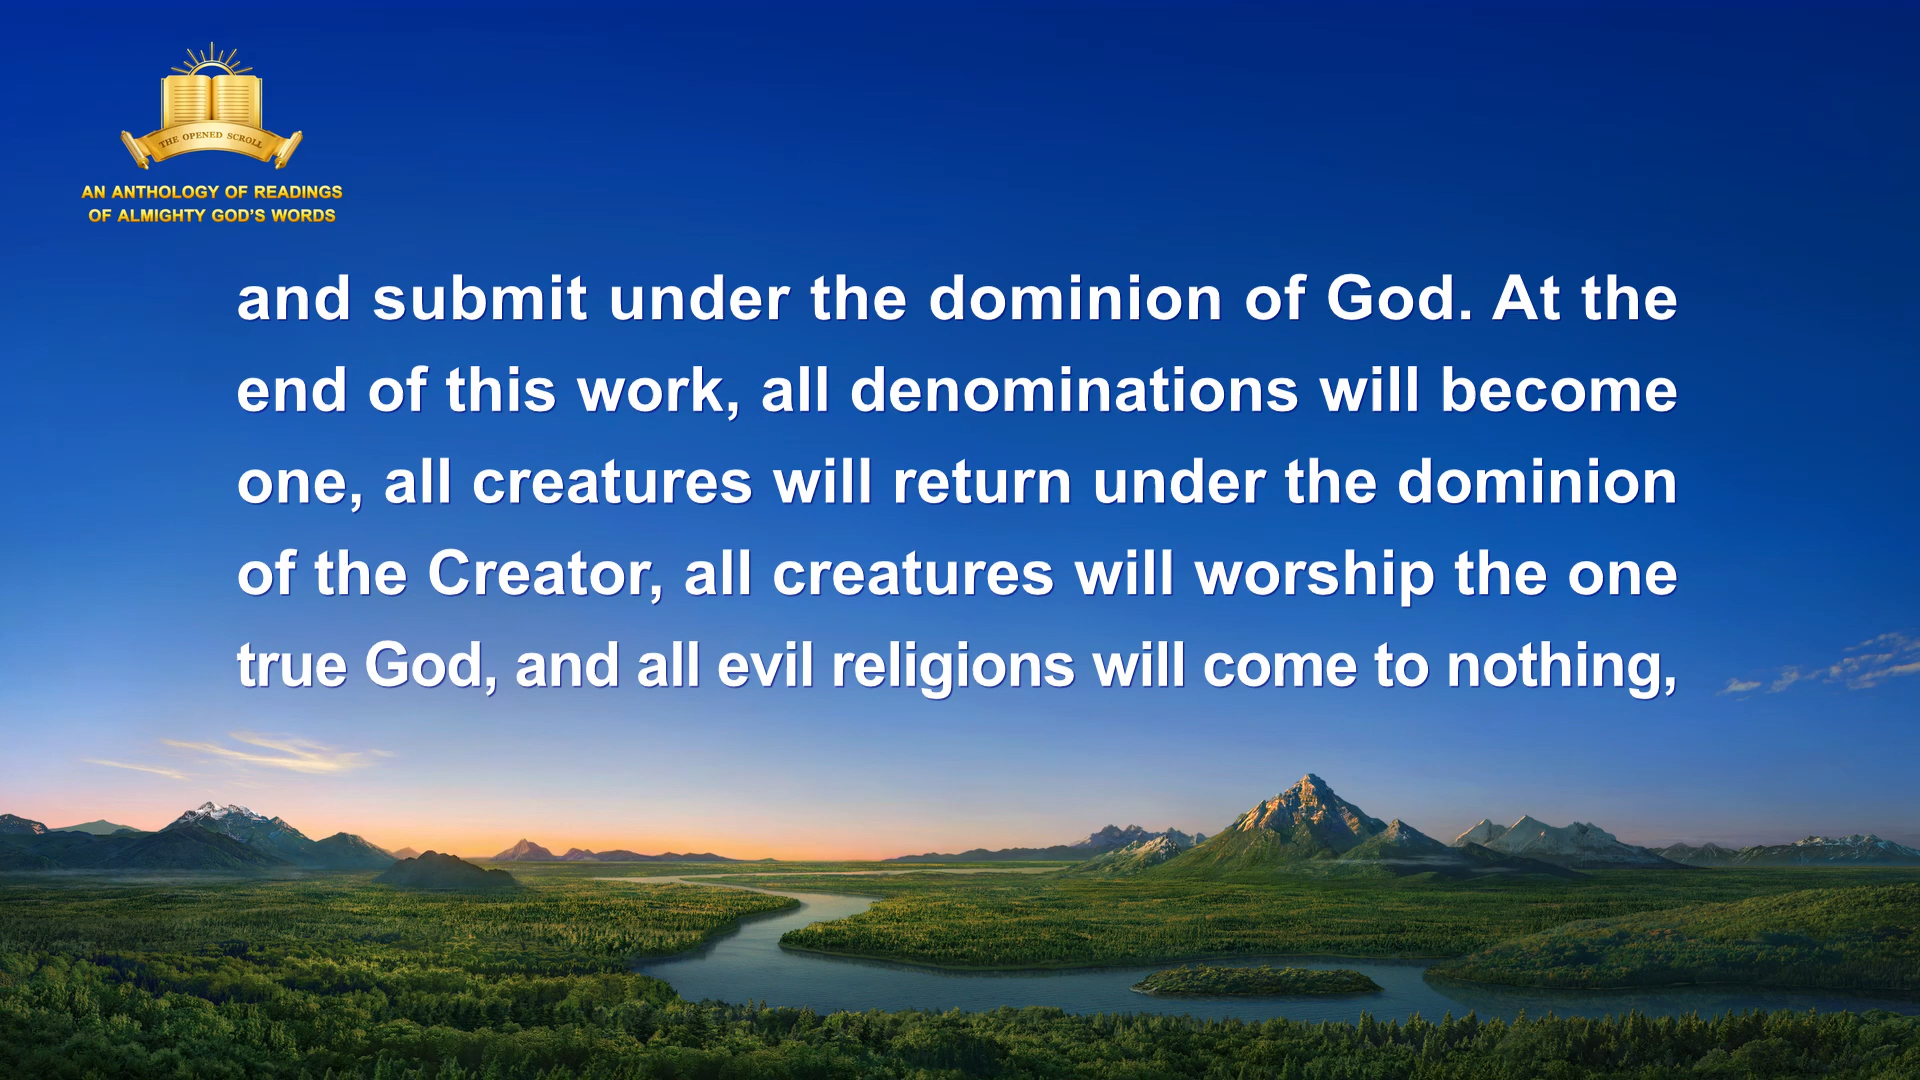 THE OPENED SCROLL
AN ANTHOLOGY OF READINGS
OF ALMIGHTY GOD'S WORDS
and submit under the dominion of God. At the
end of this work, all denominations will become
one, all creatures will return under the dominion
of the Creator, all creatures will worship the one
true God, and all evil religions will come to nothing,